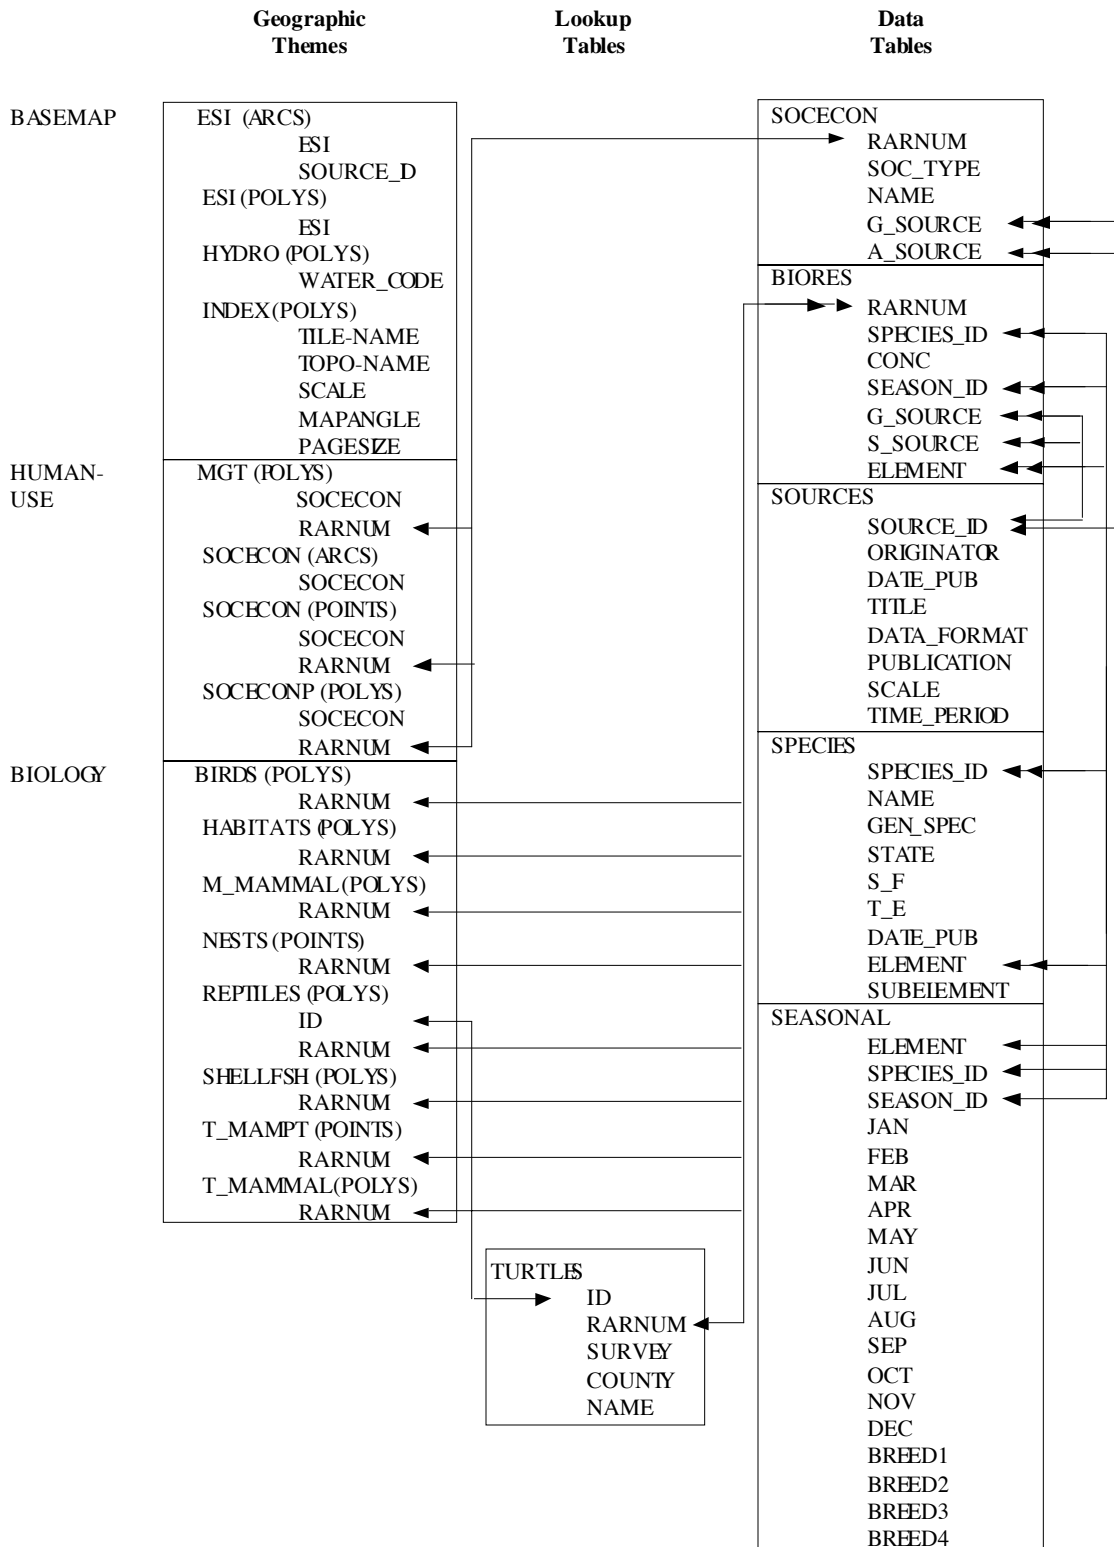 Geographic Themes
Lookup Tables
Data Tables
BASEMAP
ESI (ARCS)
ESI
SOURCE_ID
ESI (POLYS)
ESI
HYDRO (POLYS)
WATER_CODE
INDEX (POLYS)
TILE-NAME
TOPO-NAME
SCALE
MAPANGLE
PAGESIZE
HUMAN-
USE
MGT (POLYS)
SOCECON
RARNUM
SOCECON (ARCS)
SOCECON
SOCECON (POINTS)
SOCECON
RARNUM
SOCECONP (POLYS)
SOCECON
RARNUM
BIOLOGY
BIRDS (POLYS)
RARNUM
HABITATS (POLYS)
RARNUM
M_MAMMAL (POLYS)
RARNUM
NESTS (POINTS)
RARNUM
REPTILES (POLYS)
ID
RARNUM
SHELLFSH (POLYS)
RARNUM
T_MAMPT (POINTS)
RARNUM
T_MAMMAL (POLYS)
RARNUM
TURTLES
ID
RARNUM
SURVEY
COUNTY
NAME
SOCECON
RARNUM
SOC_TYPE
NAME
G_SOURCE
A_SOURCE
BIORES
RARNUM
SPECIES_ID
CONC
SEASON_ID
G_SOURCE
S_SOURCE
ELEMENT
SOURCES
SOURCE_ID
ORIGINATOR
DATE_PUB
TITLE
DATA_FORMAT
PUBLICATION
SCALE
TIME_PERIOD
SPECIES
SPECIES_ID
NAME
GEN_SPEC
STATE
S_F
T_E
DATE_PUB
ELEMENT
SUBELEMENT
SEASONAL
ELEMENT
SPECIES_ID
SEASON_ID
JAN
FEB
MAR
APR
MAY
JUN
JUL
AUG
SEP
OCT
NOV
DEC
BREED1
BREED2
BREED3
BREED4